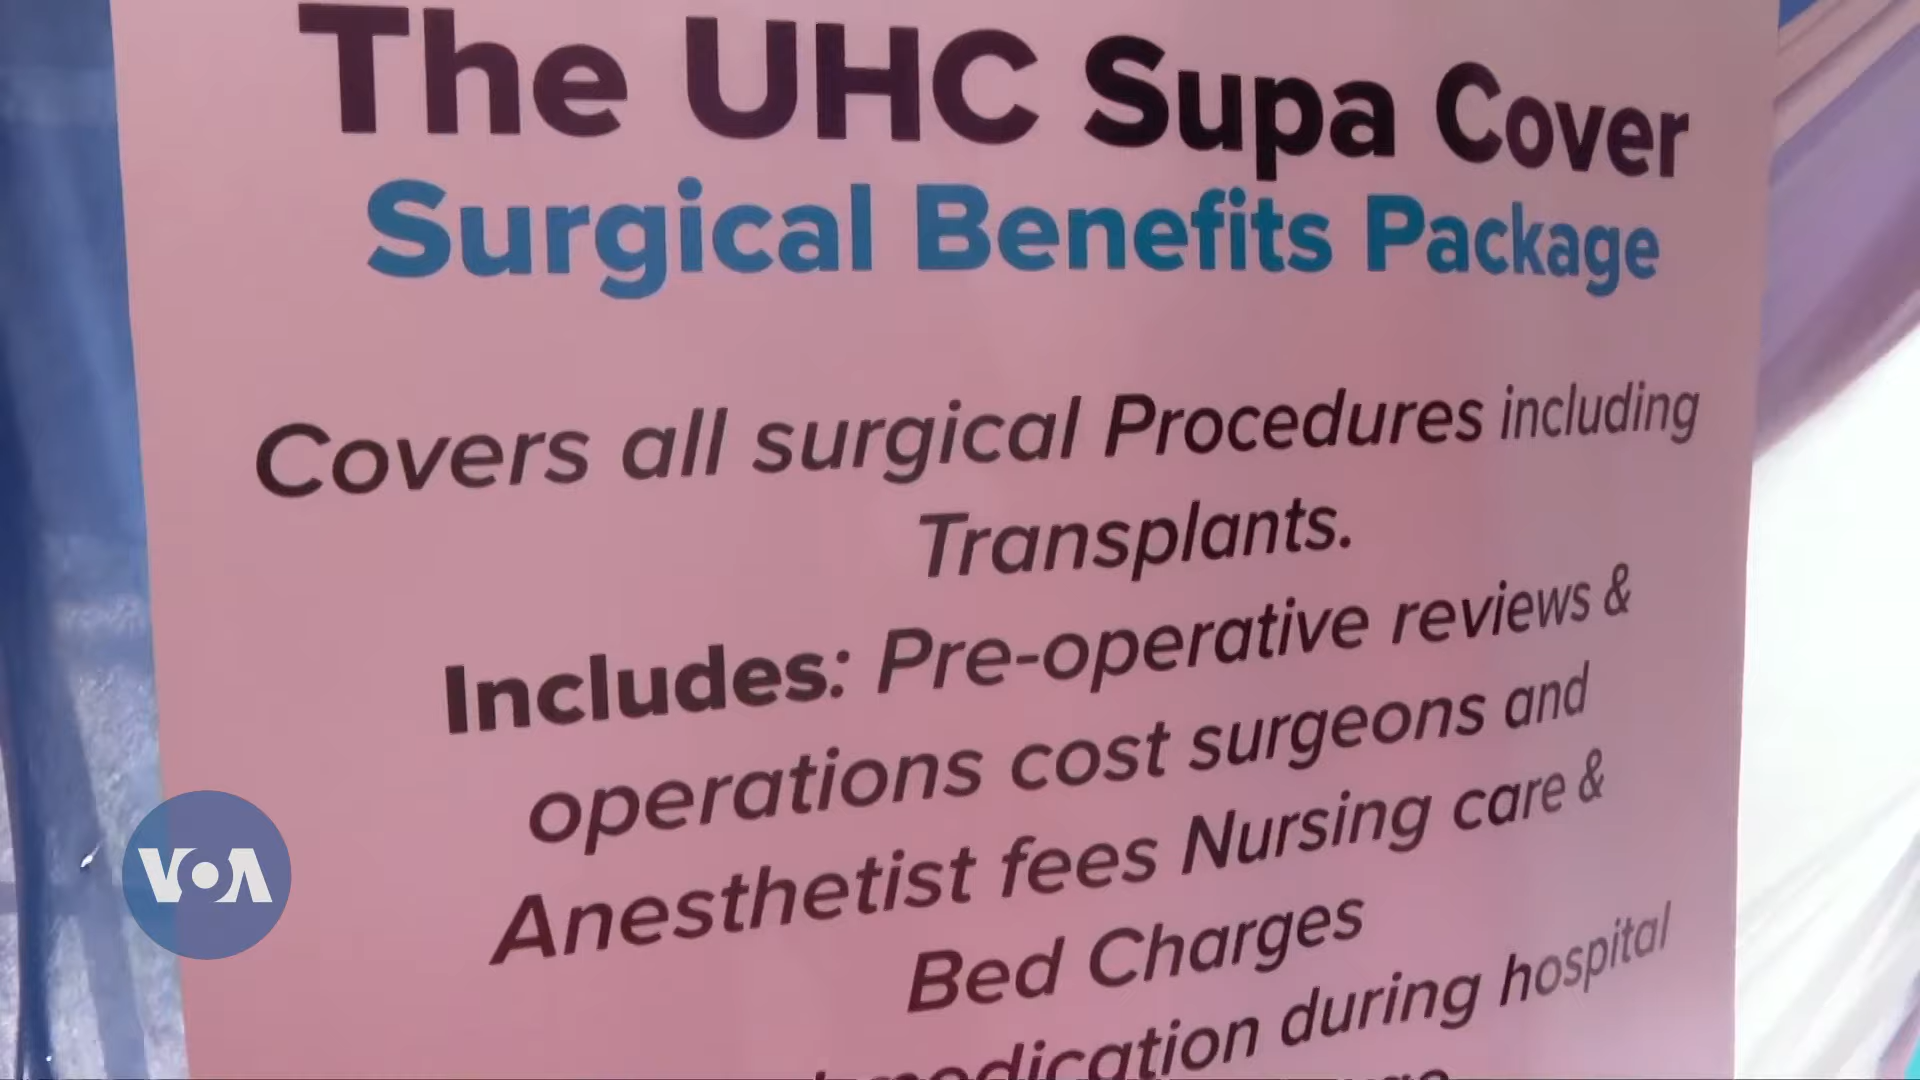 The UHC Supa Cover
Surgical Benefits Package
Covers all surgical Procedures including
Transplants.
Includes: Pre-operative reviews &
operations cost surgeons and
Anesthetist fees Nursing care &
Bed Charges
medication during hospital
VOA